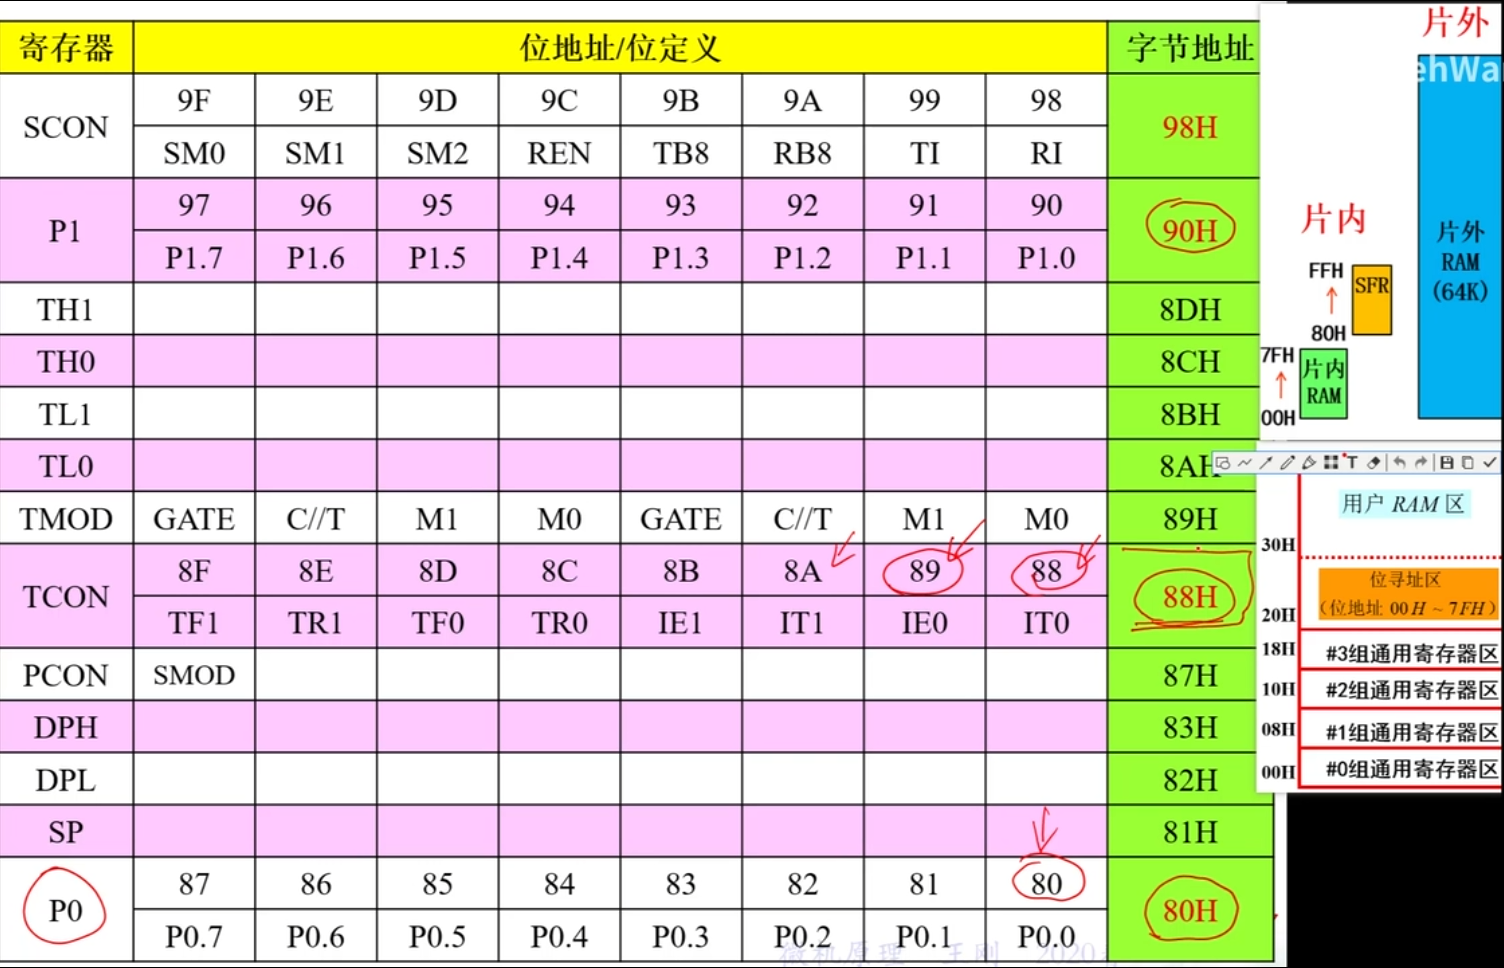 寄存器 位地址/位定义 字节地址
SCON 9F 9E 9D 9C 9B 9A 99 98 98H
SM0 SM1 SM2 REN TB8 RB8 TI RI
P1 97 96 95 94 93 92 91 90 90H
P1.7 P1.6 P1.5 P1.4 P1.3 P1.2 P1.1 P1.0
TH1 8DH
TH0 8CH
TL1 8BH
TL0 8AH
TMOD GATE C//T M1 M0 GATE C//T M1 M0 89H
TCON 8F 8E 8D 8C 8B 8A 89 88 88H
TF1 TR1 TF0 TR0 IE1 IT1 IE0 IT0
PCON SMOD 87H
DPH 83H
DPL 82H
SP 81H
P0 87 86 85 84 83 82 81 80 80H
P0.7 P0.6 P0.5 P0.4 P0.3 P0.2 P0.1 P0.0
微机原理 王刚 2020
片外
ehWa
片内
片外
RAM
(64K)
FFH
SFR
80H
7FH
片内
RAM
00H
T
用户 RAM 区
30H
位寻址区
(位地址 00H ~ 7FH)
20H
18H
#3组通用寄存器区
10H
#2组通用寄存器区
08H
#1组通用寄存器区
00H
#0组通用寄存器区